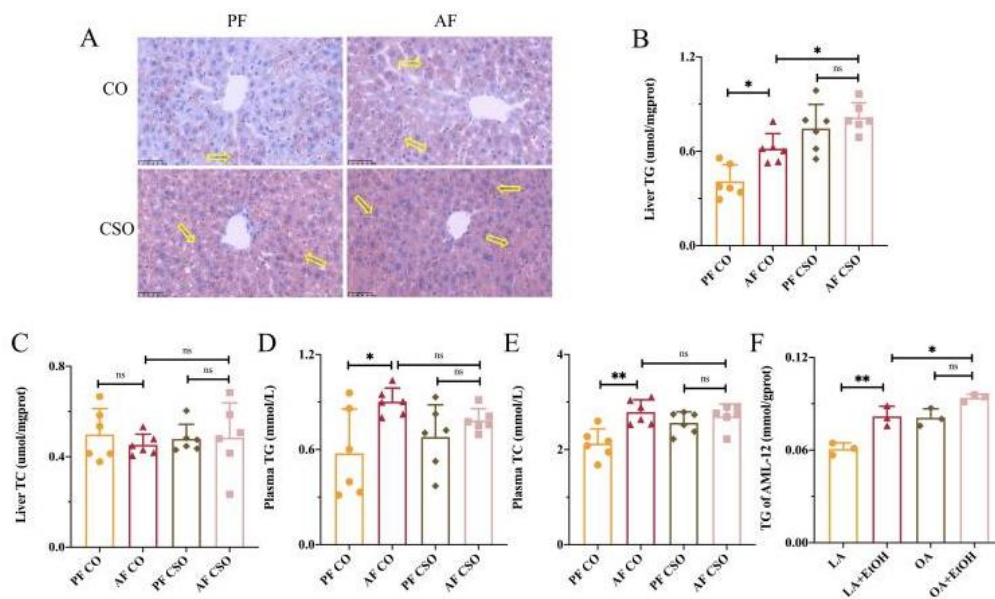 PF AF
A
CO
CSO
B
Liver TG (umol/mgprot)
1.2
0.6
0.0
*
*
ns
PF CO
AF CO
PF CSO
AF CSO
C
Liver TC (umol/mgprot)
0.8
0.4
0.0
ns
ns
ns
PF CO
AF CO
PF CSO
AF CSO
D
Plasma TG (mmol/L)
1.2
0.6
0.0
*
ns
ns
PF CO
AF CO
PF CSO
AF CSO
E
Plasma TC (mmol/L)
4
2
0
**
ns
ns
PF CO
AF CO
PF CSO
AF CSO
F
TG of AML-12 (mmol/gprot)
0.12
0.06
0.00
**
*
ns
LA
LA+EtOH
OA
OA+EtOH